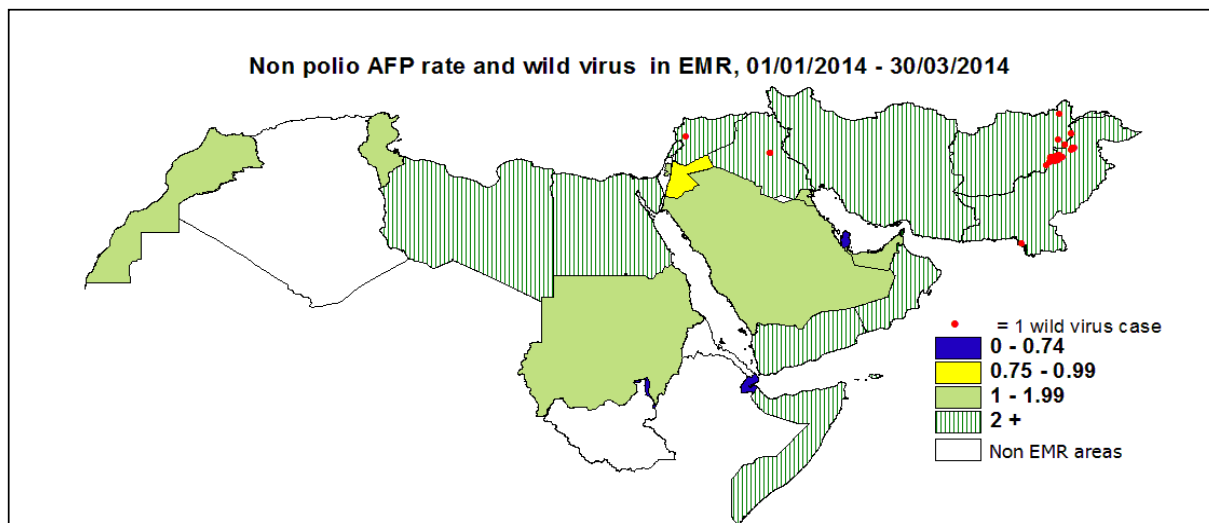 Non polio AFP rate and wild virus in EMR, 01/01/2014 - 30/03/2014
= 1 wild virus case
0 - 0.74
0.75 - 0.99
1 - 1.99
2 +
Non EMR areas